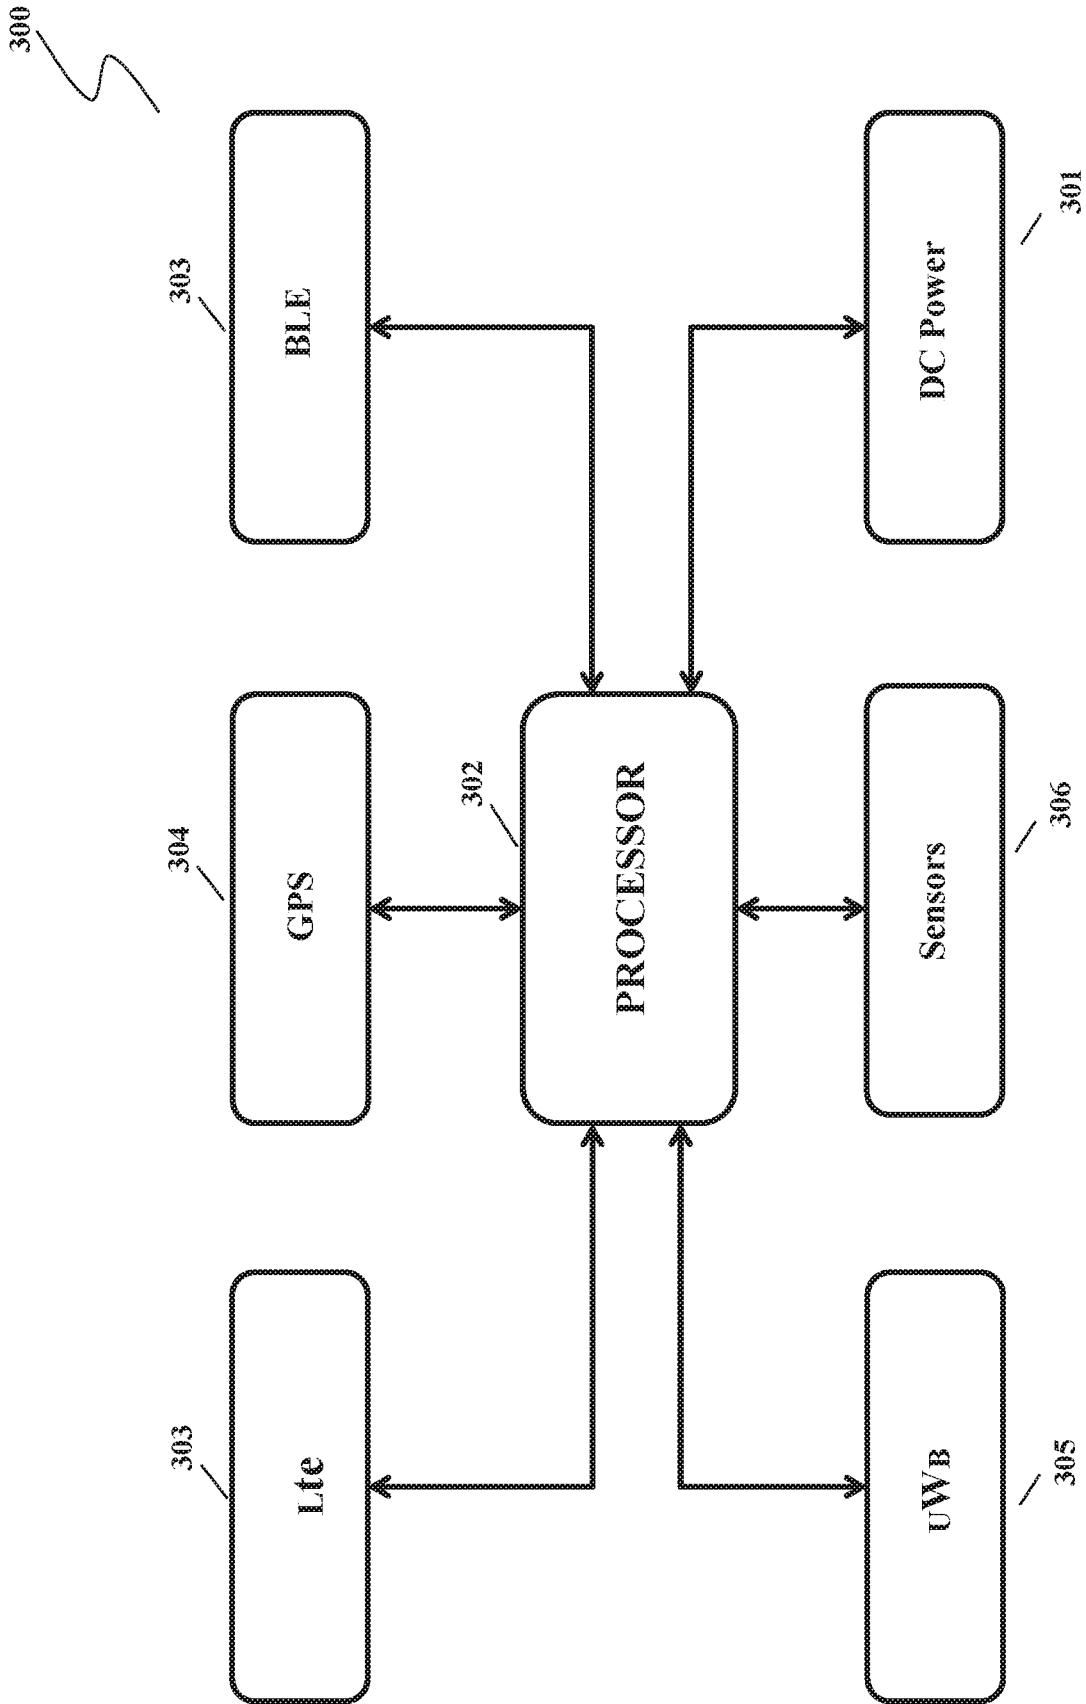 300
303
304
303
Lte
GPS
BLE
302
PROCESSOR
UWB
Sensors
DC Power
305
306
301